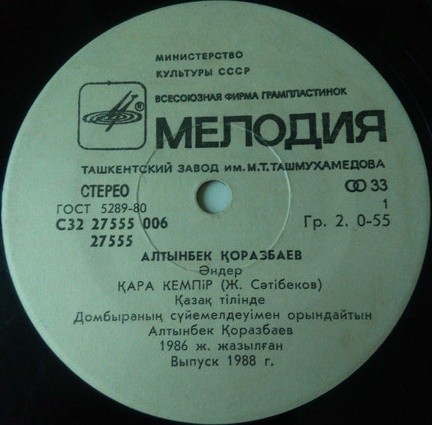 МИНИСТЕРСТВО
КУЛЬТУРЫ СССР
ВСЕСОЮЗНАЯ ФИРМА ГРАМПЛАСТИНОК
МЕЛОДИЯ
ТАШКЕНТСКИЙ ЗАВОД ИМ. М.Т. ТАШМУХАМЕДОВА
СТЕРЕО 33
ГОСТ 5289-80 1
С32 27555 006 Гр. 2. 0-55
27555
АЛТЫНБЕК ҚОРАЗБАЕВ
Әндер
ҚАРА КЕМПІР (Ж. Сәтібеков)
Қазақ тілінде
Домбыраның сүйемелдеуімен орындайтын
Алтынбек Қоразбаев
1986 ж. жазылған
Выпуск 1988 г.